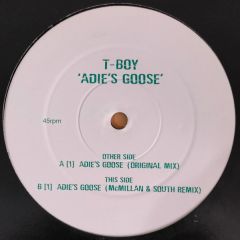 T-BOY
'ADIE'S GOOSE'
45rpm
OTHER SIDE
A [1] ADIE'S GOOSE (ORIGINAL MIX)
THIS SIDE
B [1] ADIE'S GOOSE (McMILLAN & SOUTH REMIX)